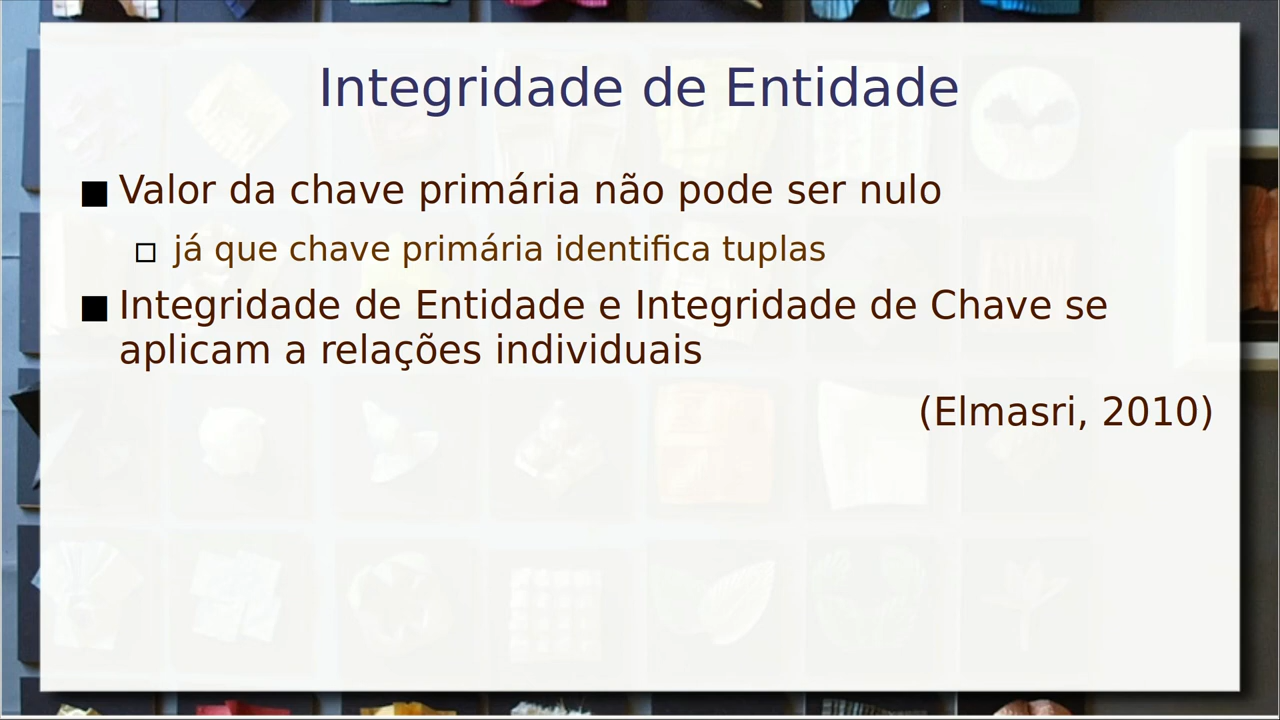 Integridade de Entidade
Valor da chave primária não pode ser nulo
já que chave primária identifica tuplas
Integridade de Entidade e Integridade de Chave se
aplicam a relações individuais
(Elmasri, 2010)